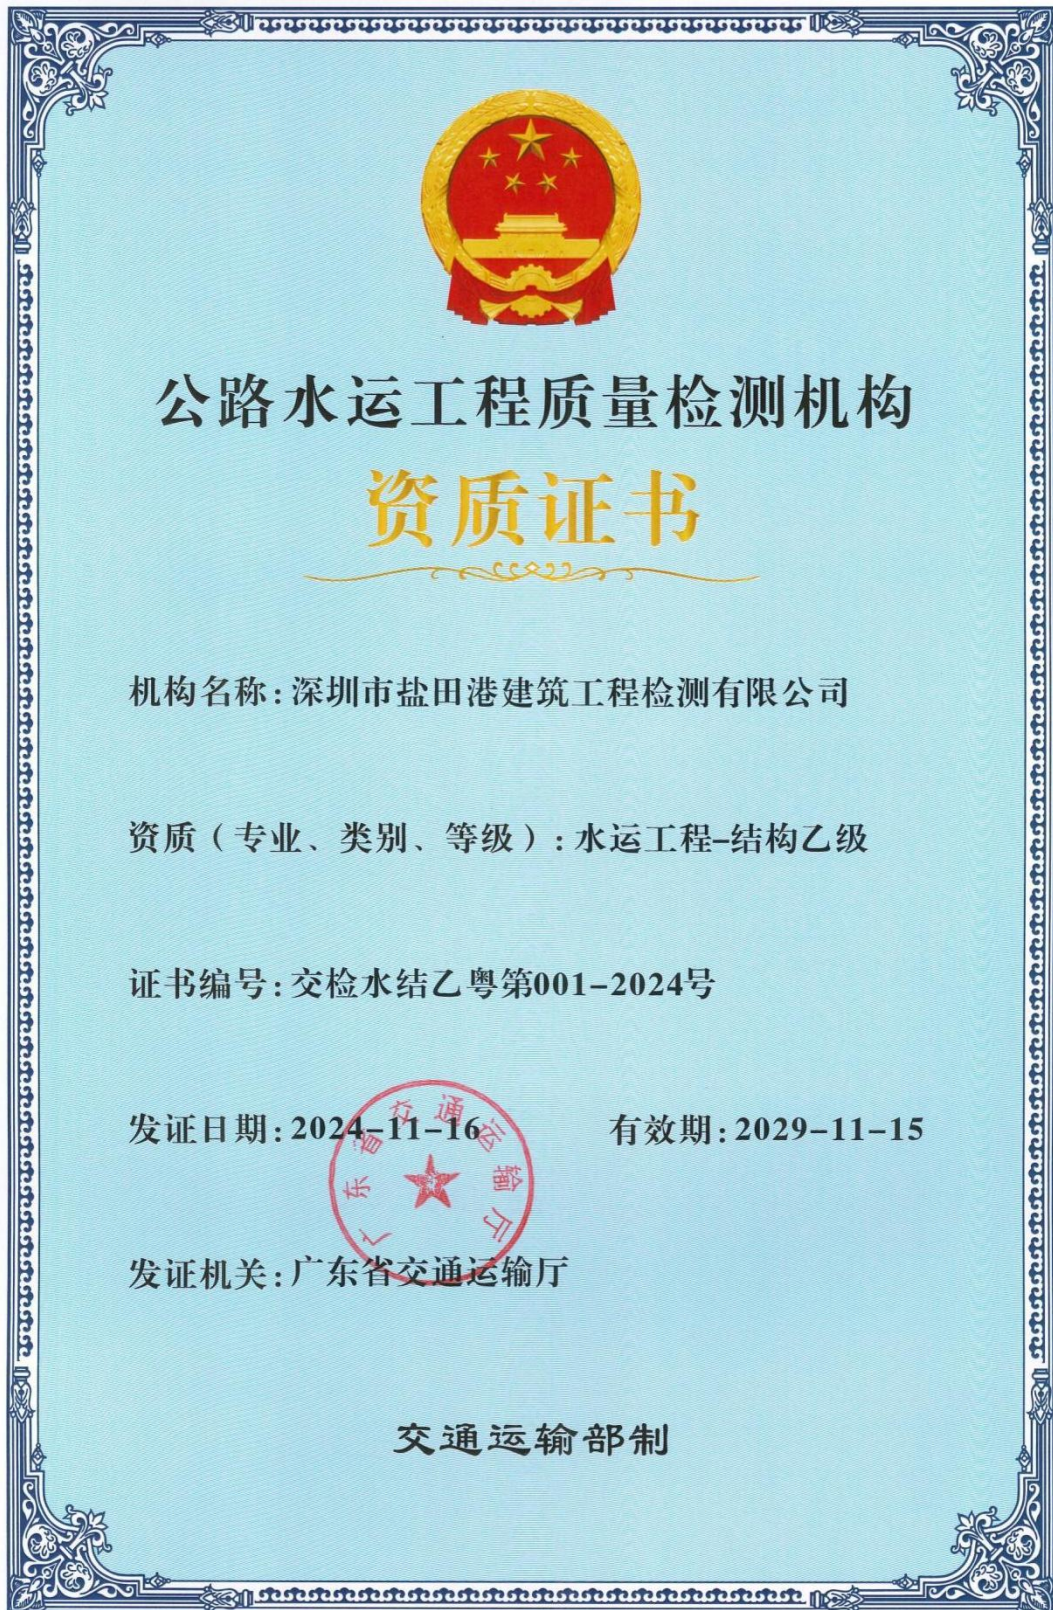 公路水运工程质量检测机构
资质证书
机构名称:深圳市盐田港建筑工程检测有限公司
资质（专业、类别、等级）:水运工程–结构乙级
证书编号:交检水结乙粤第001–2024号
发证日期:2024–11–16 有效期:2029–11–15
广东省交通运输厅
发证机关:广东省交通运输厅
交通运输部制